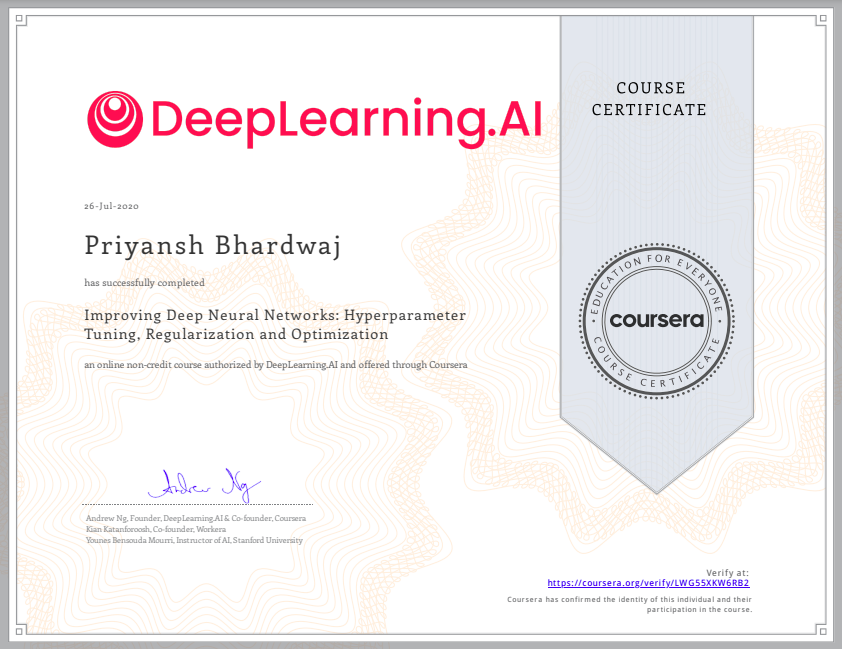 DeepLearning.AI
COURSE
CERTIFICATE
26-Jul-2020
Priyansh Bhardwaj
has successfully completed
Improving Deep Neural Networks: Hyperparameter
Tuning, Regularization and Optimization
an online non-credit course authorized by DeepLearning.AI and offered through Coursera
EDUCATION FOR EVERYONE
coursera
COURSE CERTIFICATE
Andrew Ng
Andrew Ng, Founder, DeepLearning.AI & Co-founder, Coursera
Kian Katanforoosh, Co-founder, Workera
Younes Bensouda Mourri, Instructor of AI, Stanford University
Verify at:
https://coursera.org/verify/LWG55XKW6RB2
Coursera has confirmed the identity of this individual and their
participation in the course.